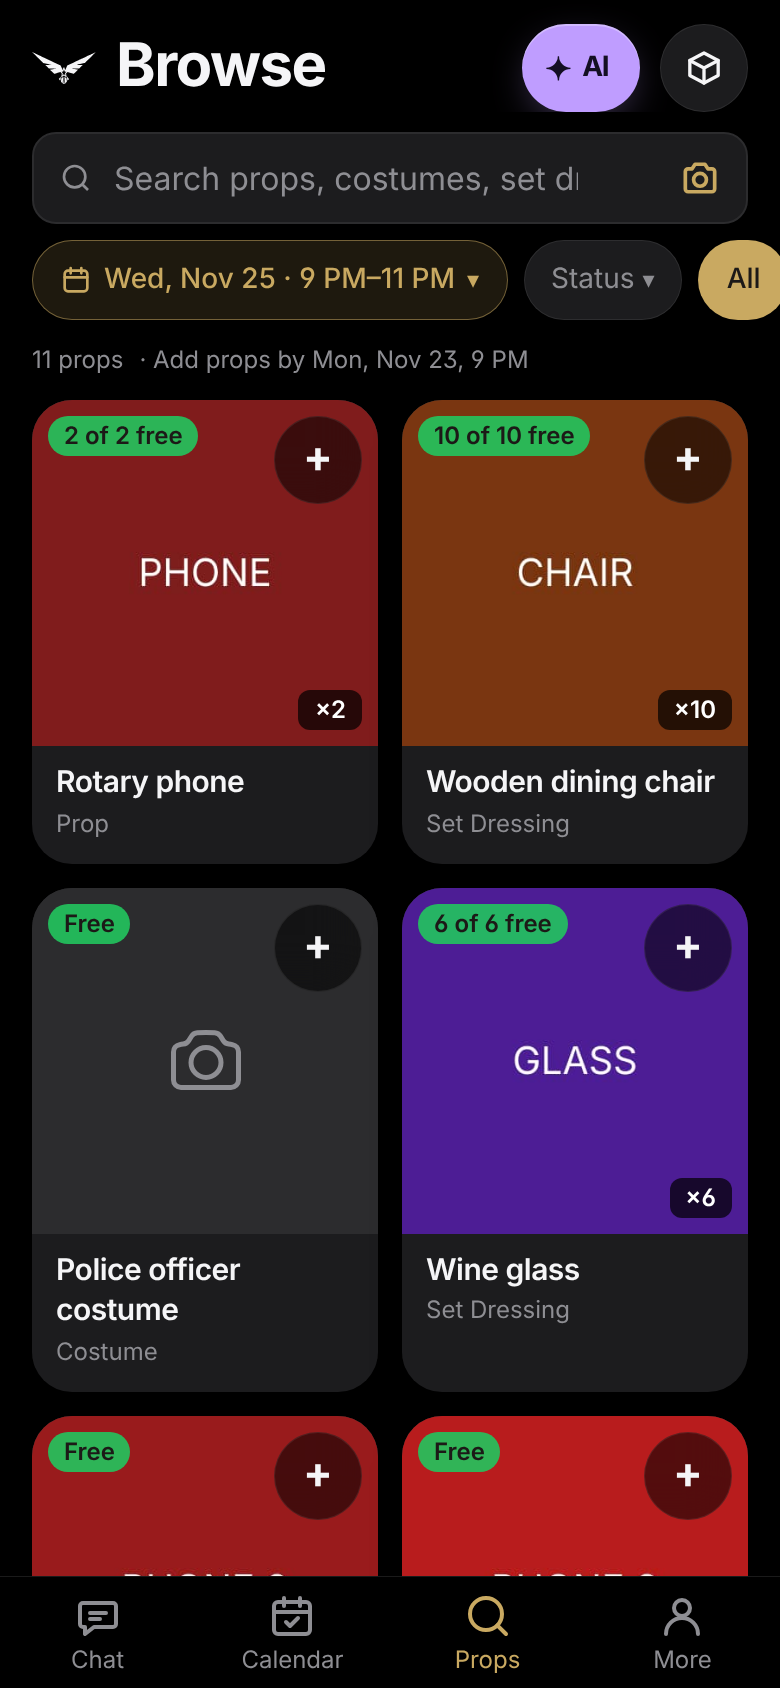 Browse
AI
Search props, costumes, set
Wed, Nov 25 · 9 PM–11 PM ▾
Status ▾
All
11 props · Add props by Mon, Nov 23, 9 PM
2 of 2 free
+
PHONE
×2
Rotary phone
Prop
10 of 10 free
+
CHAIR
×10
Wooden dining chair
Set Dressing
Free
+
Police officer
costume
Costume
6 of 6 free
+
GLASS
×6
Wine glass
Set Dressing
Free
+
Free
+
Chat
Calendar
Props
More